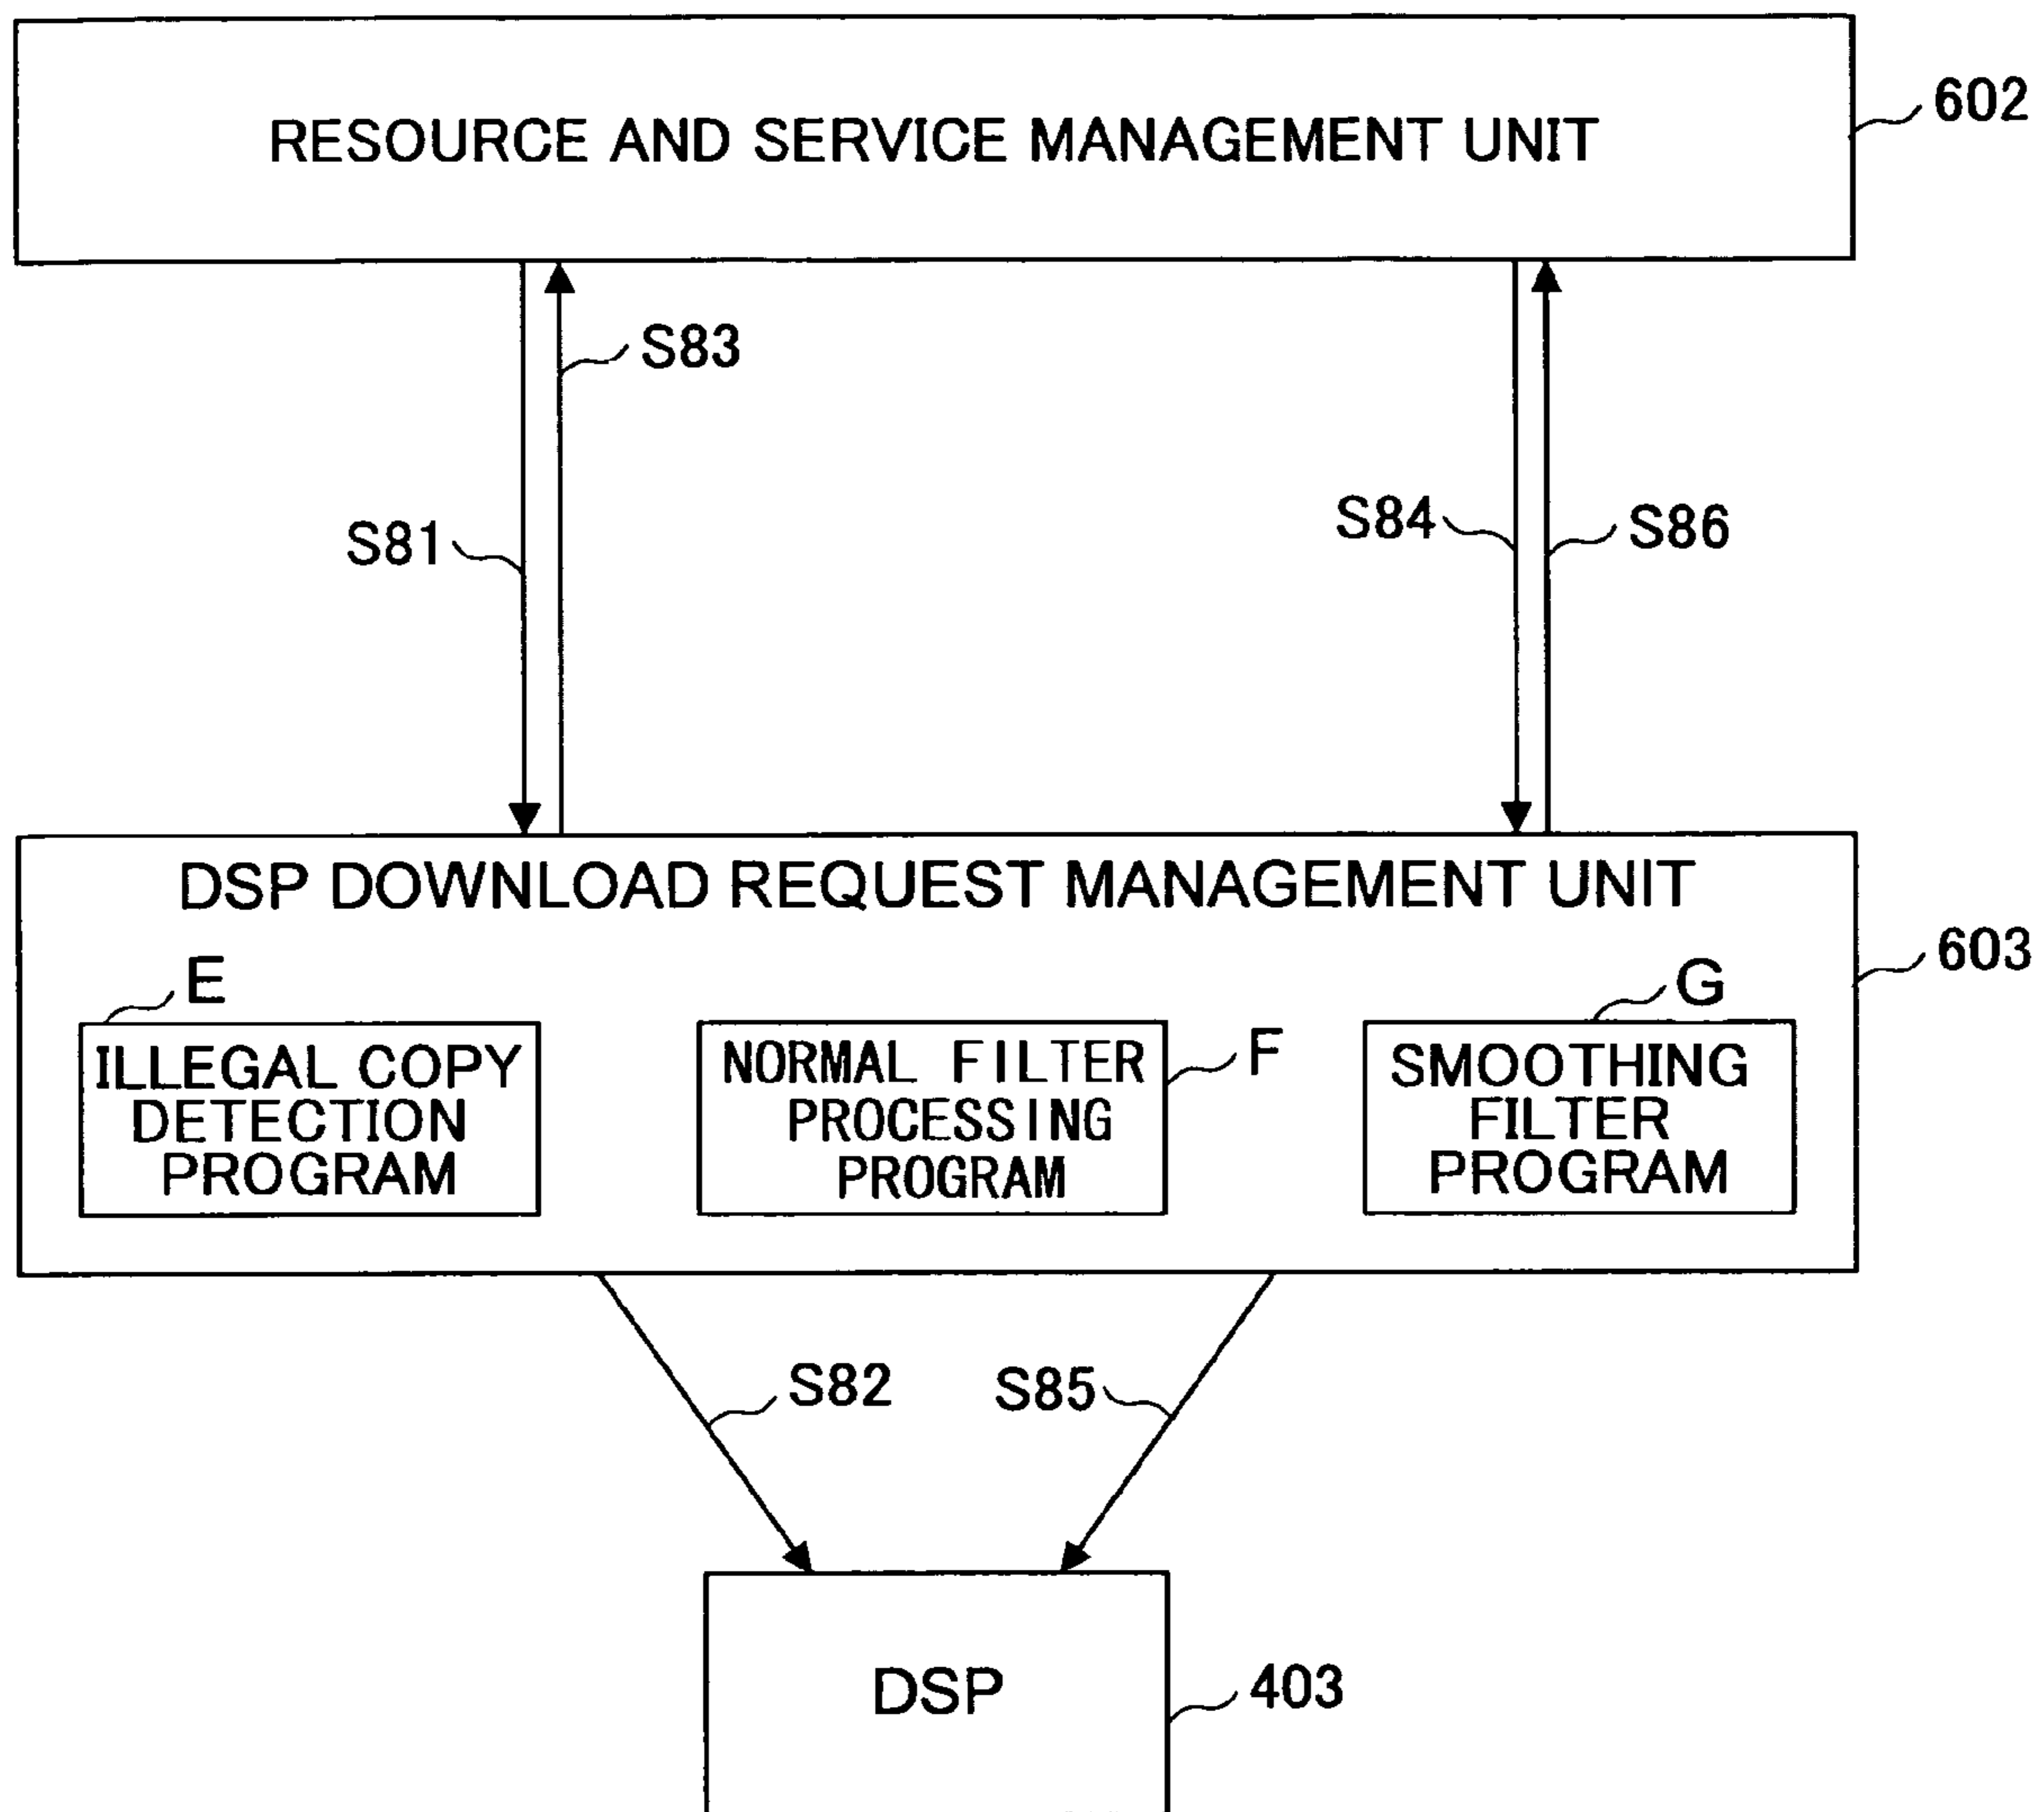 RESOURCE AND SERVICE MANAGEMENT UNIT
602
S83
S81
S84
S86
DSP DOWNLOAD REQUEST MANAGEMENT UNIT
603
E
ILLEGAL COPY
DETECTION
PROGRAM
F
NORMAL FILTER
PROCESSING
PROGRAM
G
SMOOTHING
FILTER
PROGRAM
S82
S85
DSP
403